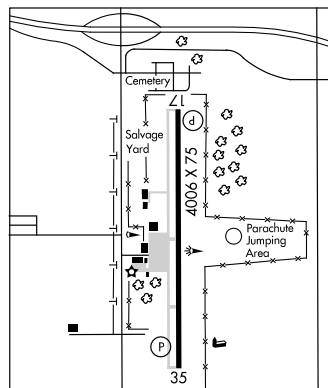 Cemetery
17
P
Salvage
Yard
4006 X 75
Parachute
Jumping
Area
P
35